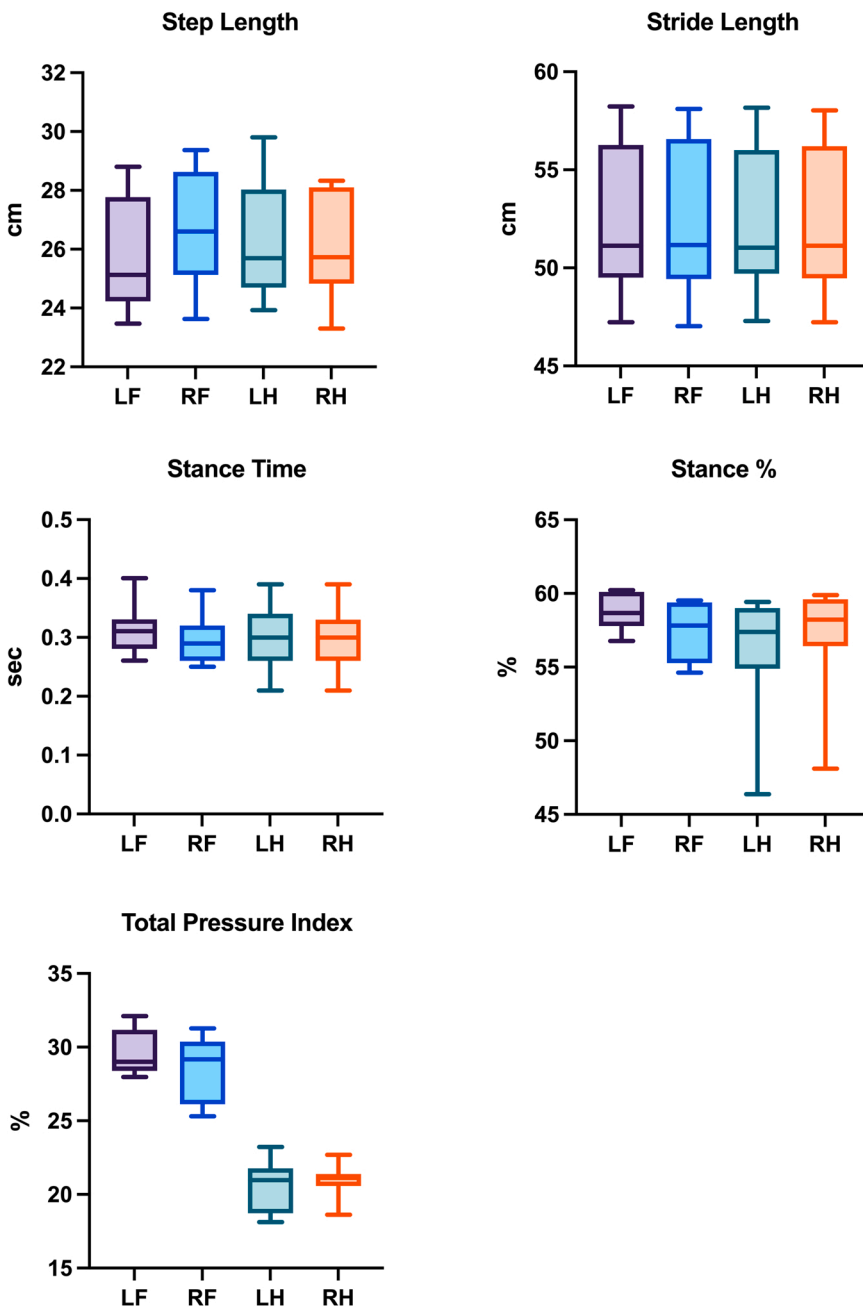 Step Length
32
30
28
26
24
22
cm
LF RF LH RH
Stride Length
60
55
50
45
cm
LF RF LH RH
Stance Time
0.5
0.4
0.3
0.2
0.1
0.0
sec
LF RF LH RH
Stance %
65
60
55
50
45
%
LF RF LH RH
Total Pressure Index
35
30
25
20
15
%
LF RF LH RH